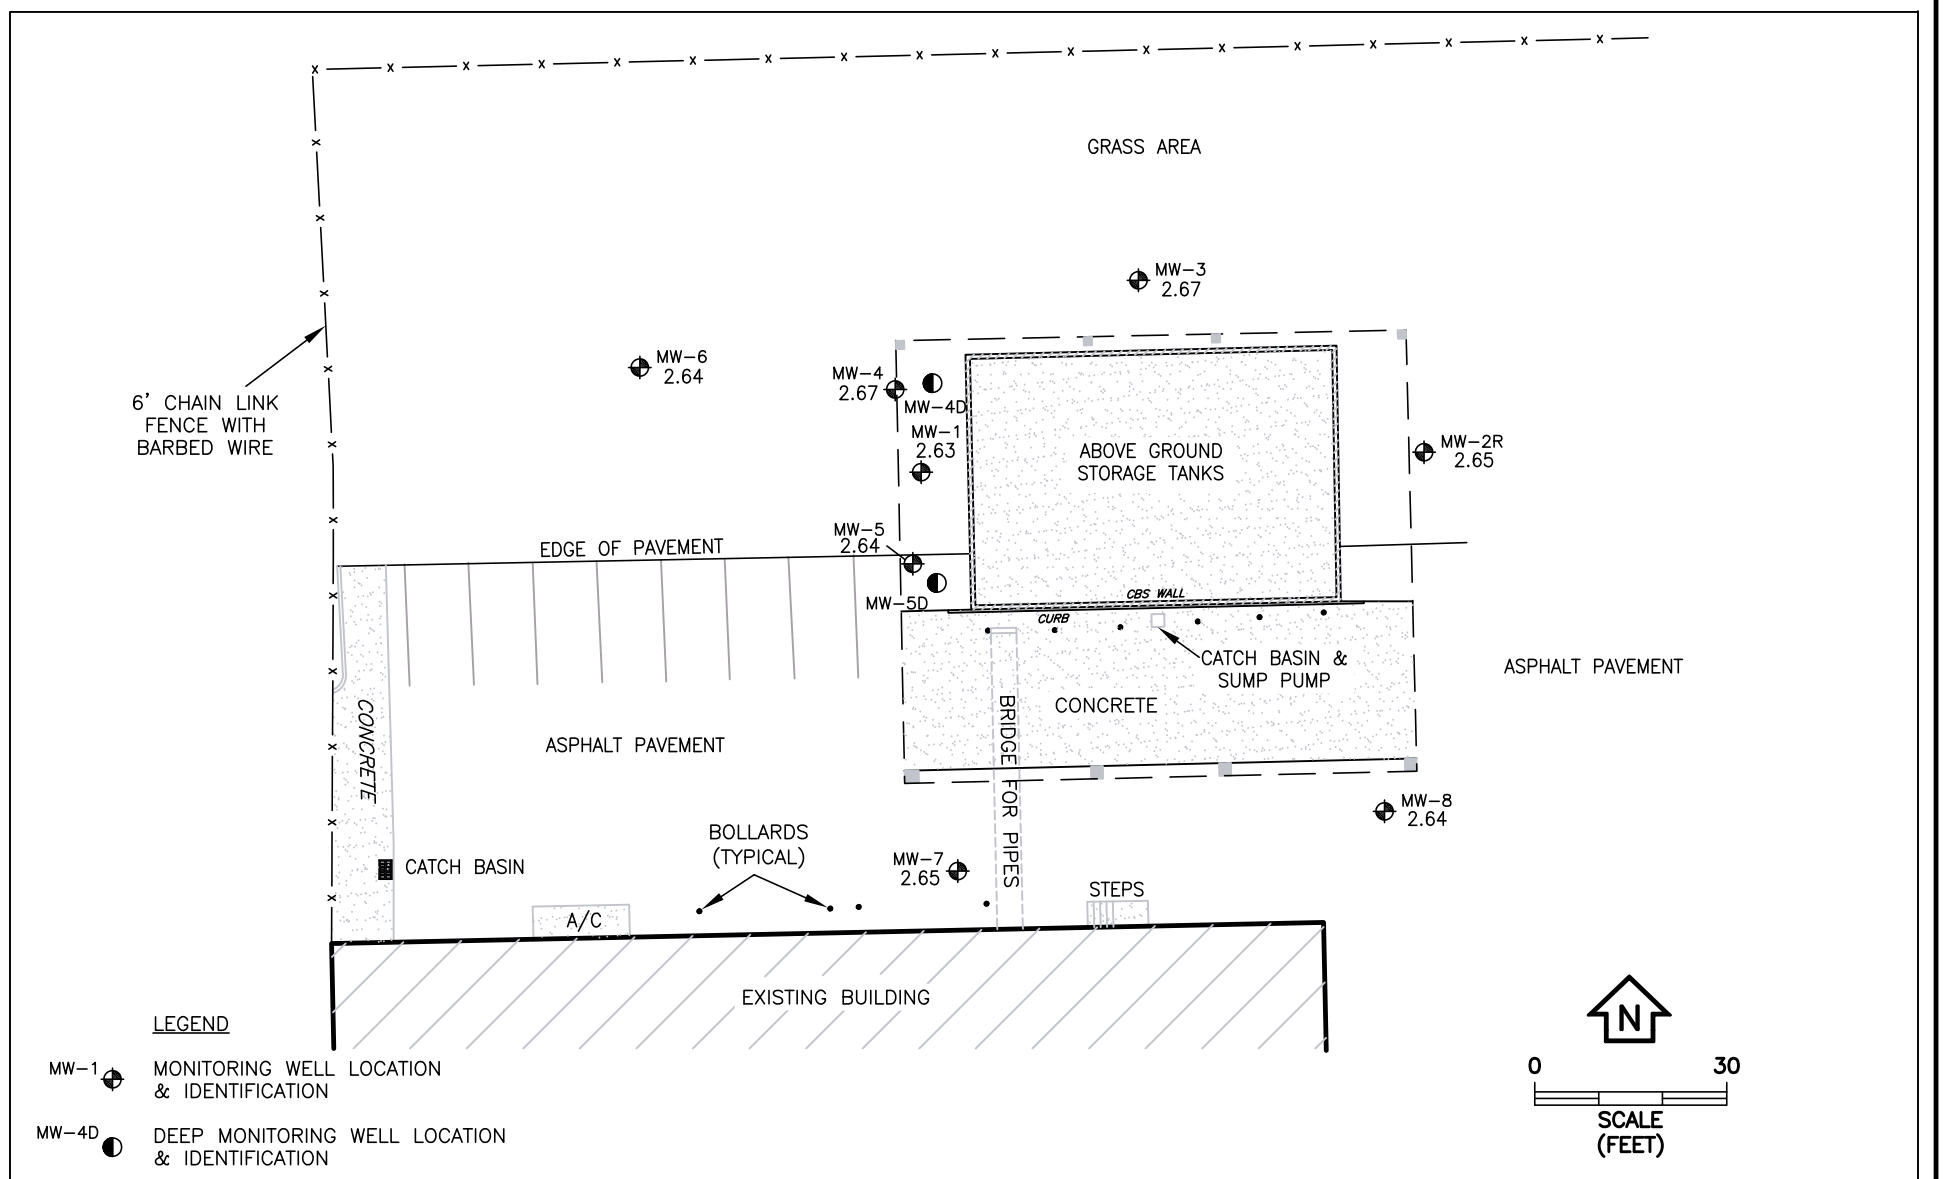 GRASS AREA
MW-3
2.67
MW-6
2.64
MW-4
2.67
MW-4D
6' CHAIN LINK
FENCE WITH
BARBED WIRE
MW-1
2.63
ABOVE GROUND
STORAGE TANKS
MW-2R
2.65
MW-5
2.64
EDGE OF PAVEMENT
MW-5D
CBS WALL
CURB
CATCH BASIN &
SUMP PUMP
ASPHALT PAVEMENT
CONCRETE
BRIDGE FOR PIPES
CONCRETE
ASPHALT PAVEMENT
MW-8
2.64
BOLLARDS
(TYPICAL)
MW-7
2.65
CATCH BASIN
STEPS
A/C
EXISTING BUILDING
LEGEND
MW-1
MONITORING WELL LOCATION
& IDENTIFICATION
MW-4D
DEEP MONITORING WELL LOCATION
& IDENTIFICATION
N
0 30
SCALE
(FEET)